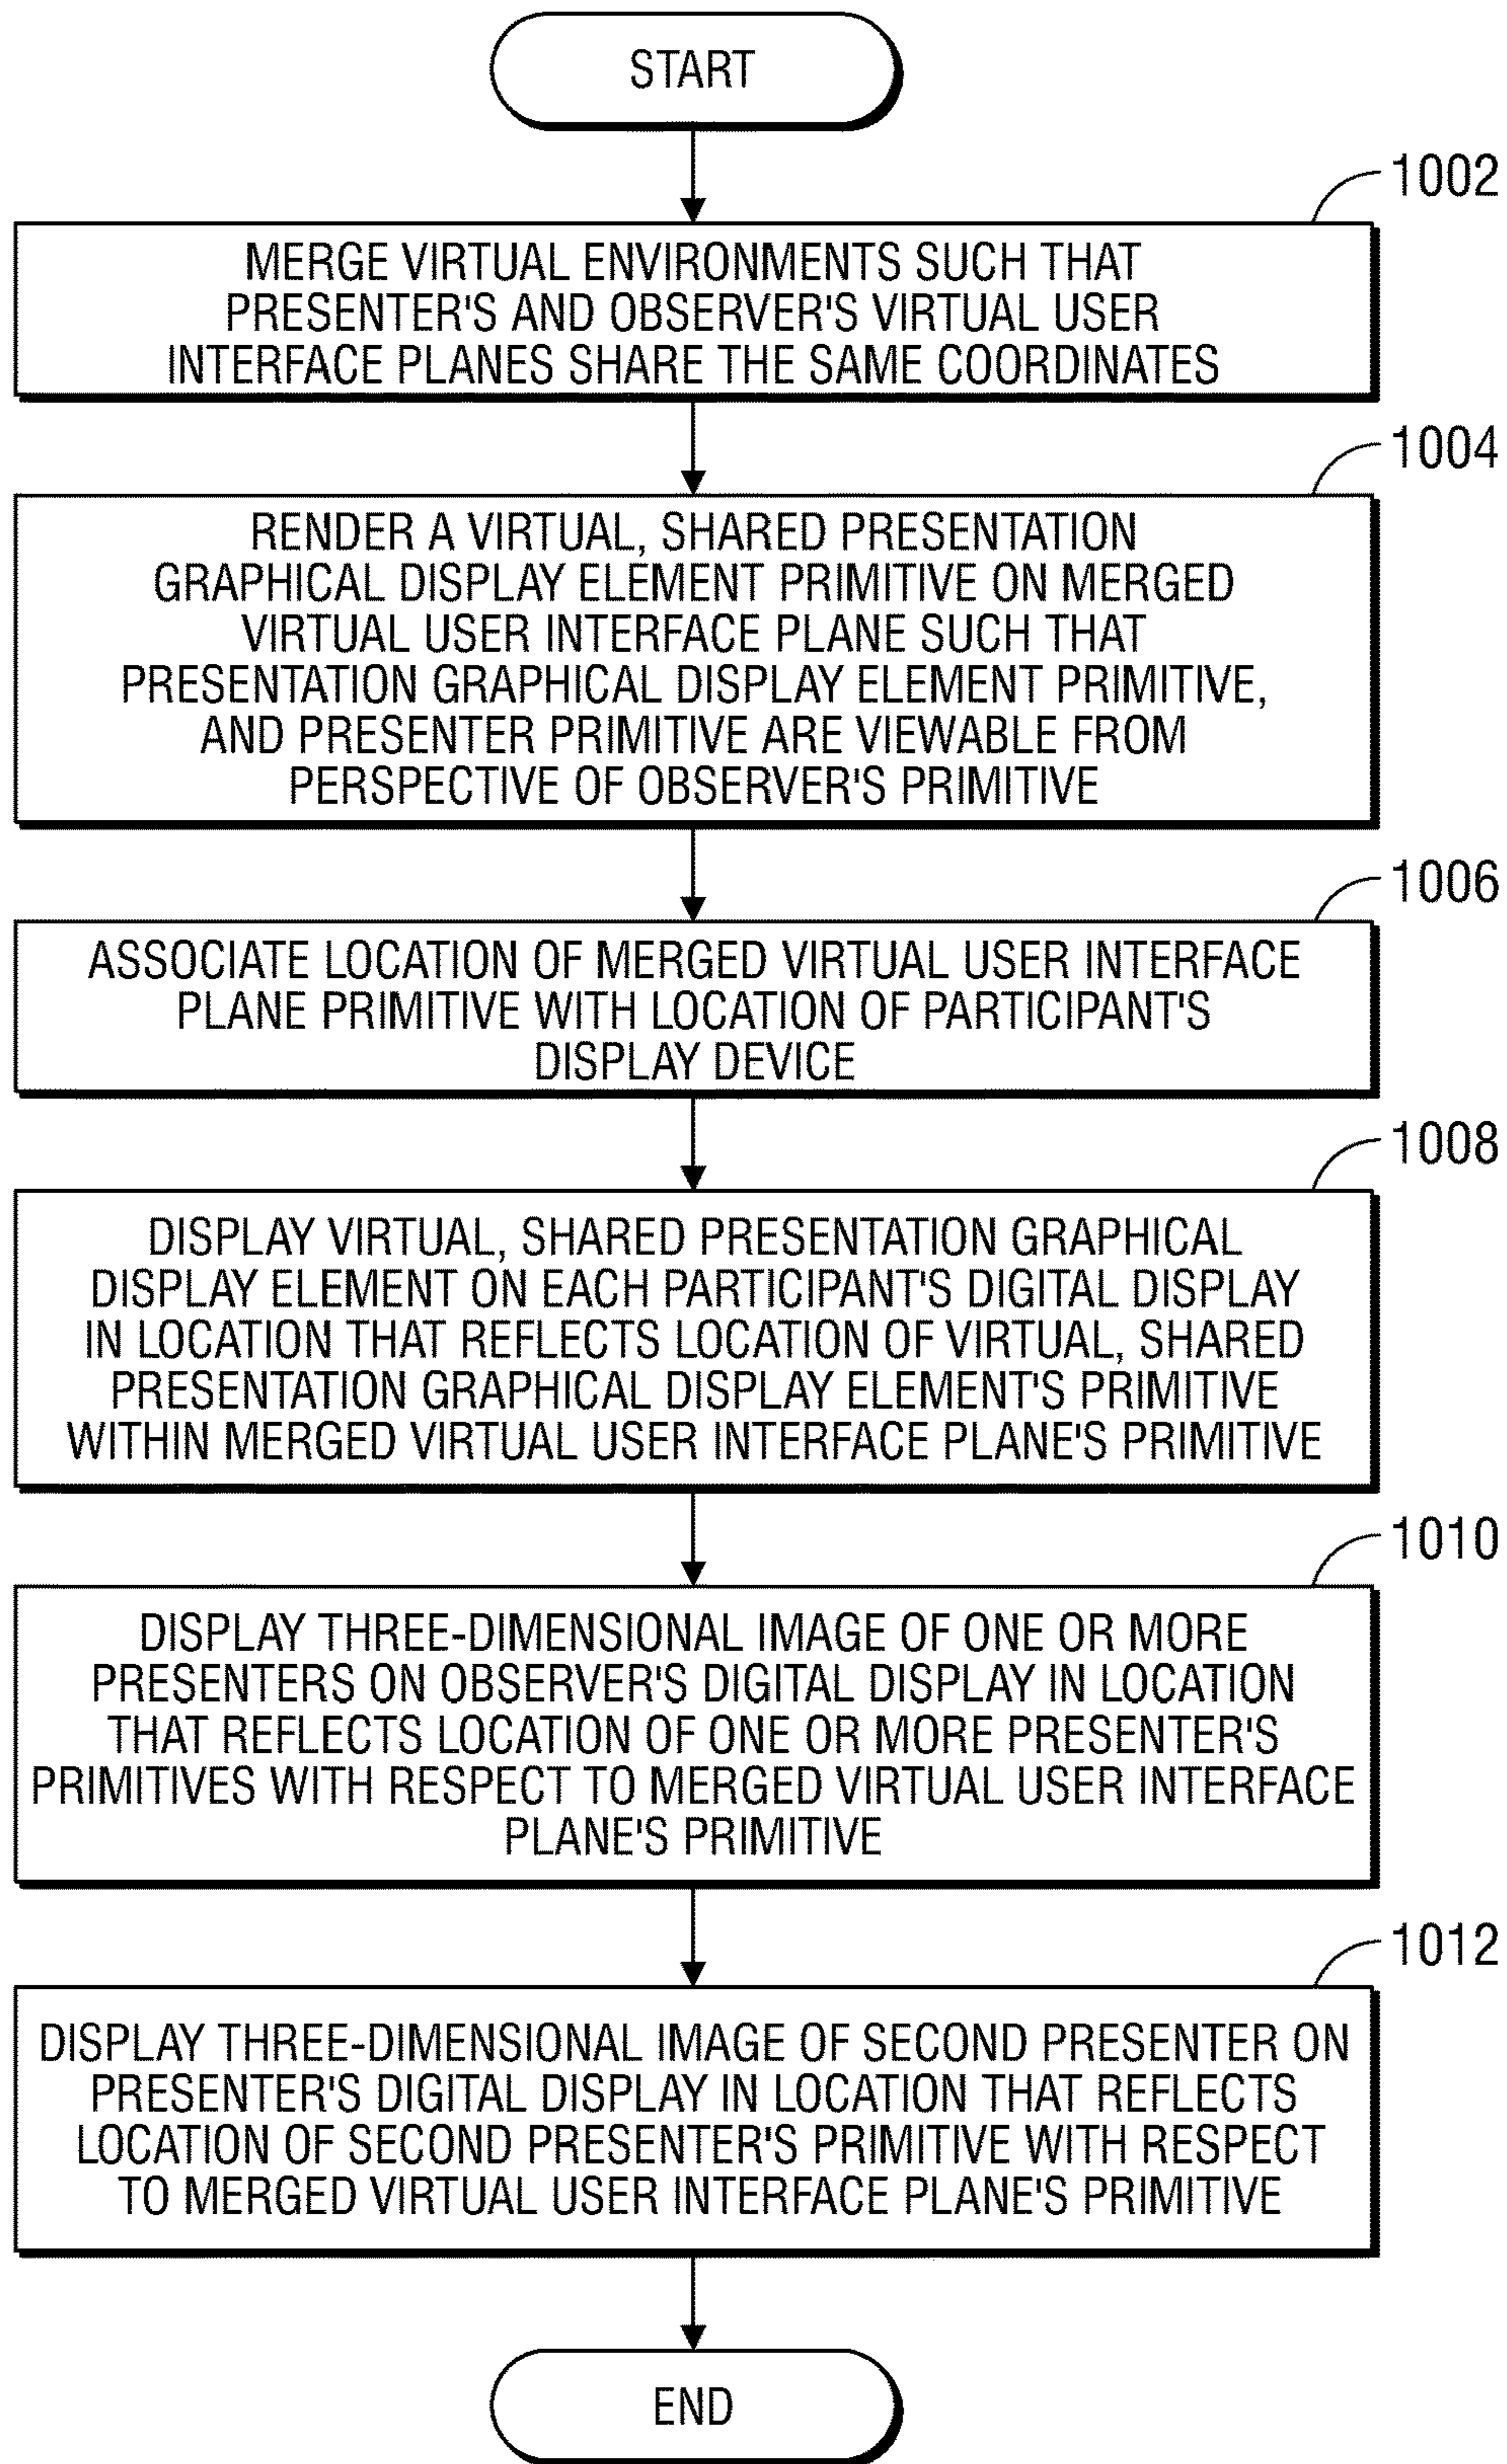 START
1002
MERGE VIRTUAL ENVIRONMENTS SUCH THAT
PRESENTER'S AND OBSERVER'S VIRTUAL USER
INTERFACE PLANES SHARE THE SAME COORDINATES
1004
RENDER A VIRTUAL, SHARED PRESENTATION
GRAPHICAL DISPLAY ELEMENT PRIMITIVE ON MERGED
VIRTUAL USER INTERFACE PLANE SUCH THAT
PRESENTATION GRAPHICAL DISPLAY ELEMENT PRIMITIVE,
AND PRESENTER PRIMITIVE ARE VIEWABLE FROM
PERSPECTIVE OF OBSERVER'S PRIMITIVE
1006
ASSOCIATE LOCATION OF MERGED VIRTUAL USER INTERFACE
PLANE PRIMITIVE WITH LOCATION OF PARTICIPANT'S
DISPLAY DEVICE
1008
DISPLAY VIRTUAL, SHARED PRESENTATION GRAPHICAL
DISPLAY ELEMENT ON EACH PARTICIPANT'S DIGITAL DISPLAY
IN LOCATION THAT REFLECTS LOCATION OF VIRTUAL, SHARED
PRESENTATION GRAPHICAL DISPLAY ELEMENT'S PRIMITIVE
WITHIN MERGED VIRTUAL USER INTERFACE PLANE'S PRIMITIVE
1010
DISPLAY THREE-DIMENSIONAL IMAGE OF ONE OR MORE
PRESENTERS ON OBSERVER'S DIGITAL DISPLAY IN LOCATION
THAT REFLECTS LOCATION OF ONE OR MORE PRESENTER'S
PRIMITIVES WITH RESPECT TO MERGED VIRTUAL USER INTERFACE
PLANE'S PRIMITIVE
1012
DISPLAY THREE-DIMENSIONAL IMAGE OF SECOND PRESENTER ON
PRESENTER'S DIGITAL DISPLAY IN LOCATION THAT REFLECTS
LOCATION OF SECOND PRESENTER'S PRIMITIVE WITH RESPECT
TO MERGED VIRTUAL USER INTERFACE PLANE'S PRIMITIVE
END